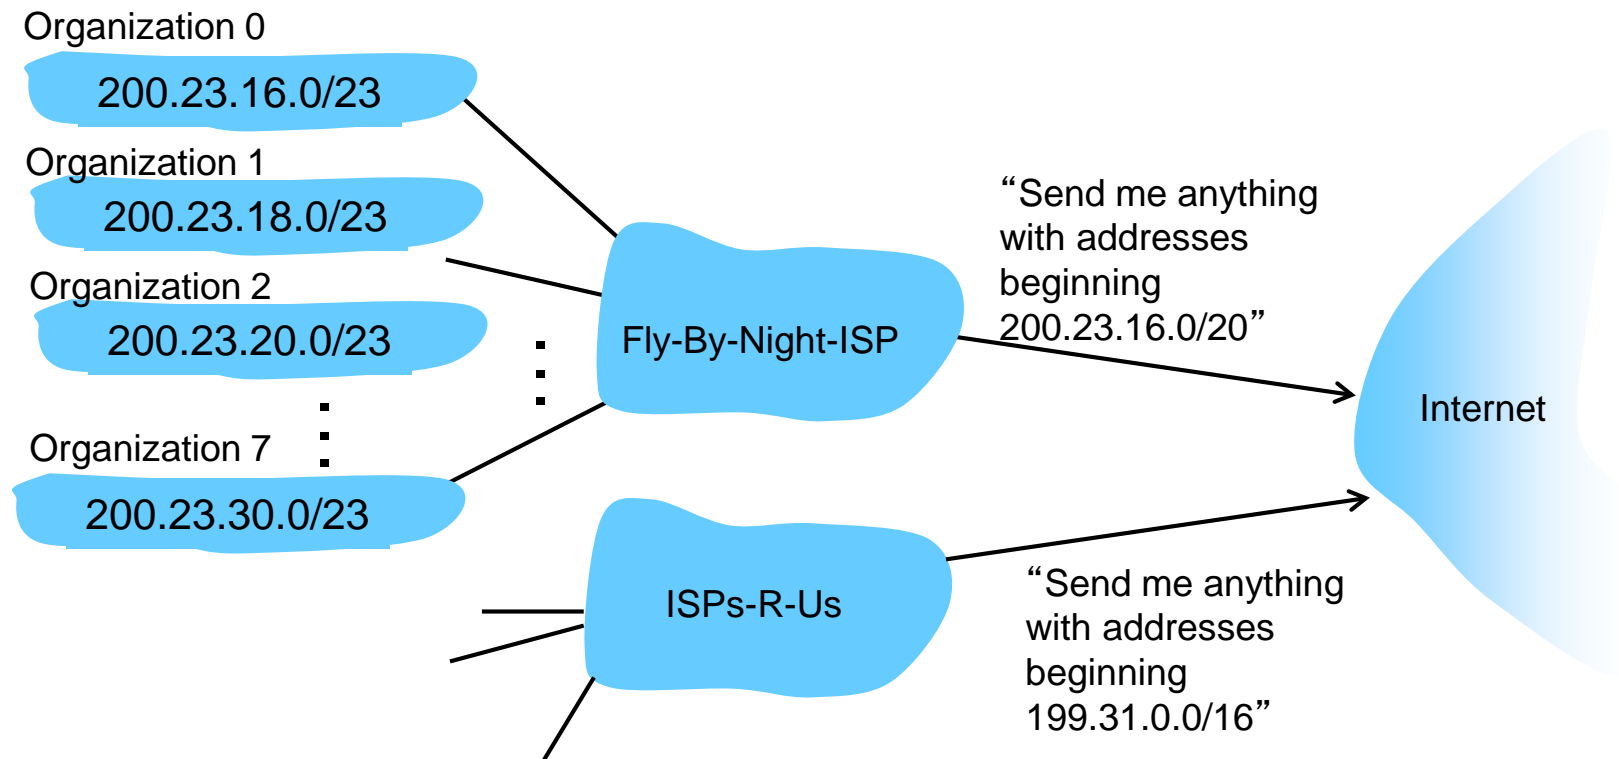 Organization 0
200.23.16.0/23
Organization 1
200.23.18.0/23
Organization 2
200.23.20.0/23
Organization 7
200.23.30.0/23
Fly-By-Night-ISP
“Send me anything
with addresses
beginning
200.23.16.0/20”
Internet
ISPs-R-Us
“Send me anything
with addresses
beginning
199.31.0.0/16”